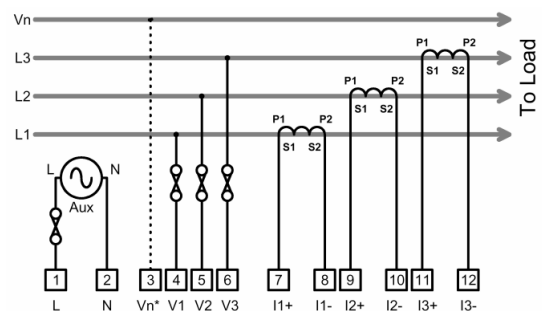 Vn
L3
P1 P2
S1 S2
L2
P1 P2
S1 S2
L1
P1 P2
S1 S2
To Load
L N
Aux
1 2 3 4 5 6 7 8 9 10 11 12
L N Vn* V1 V2 V3 I1+ I1- I2+ I2- I3+ I3-